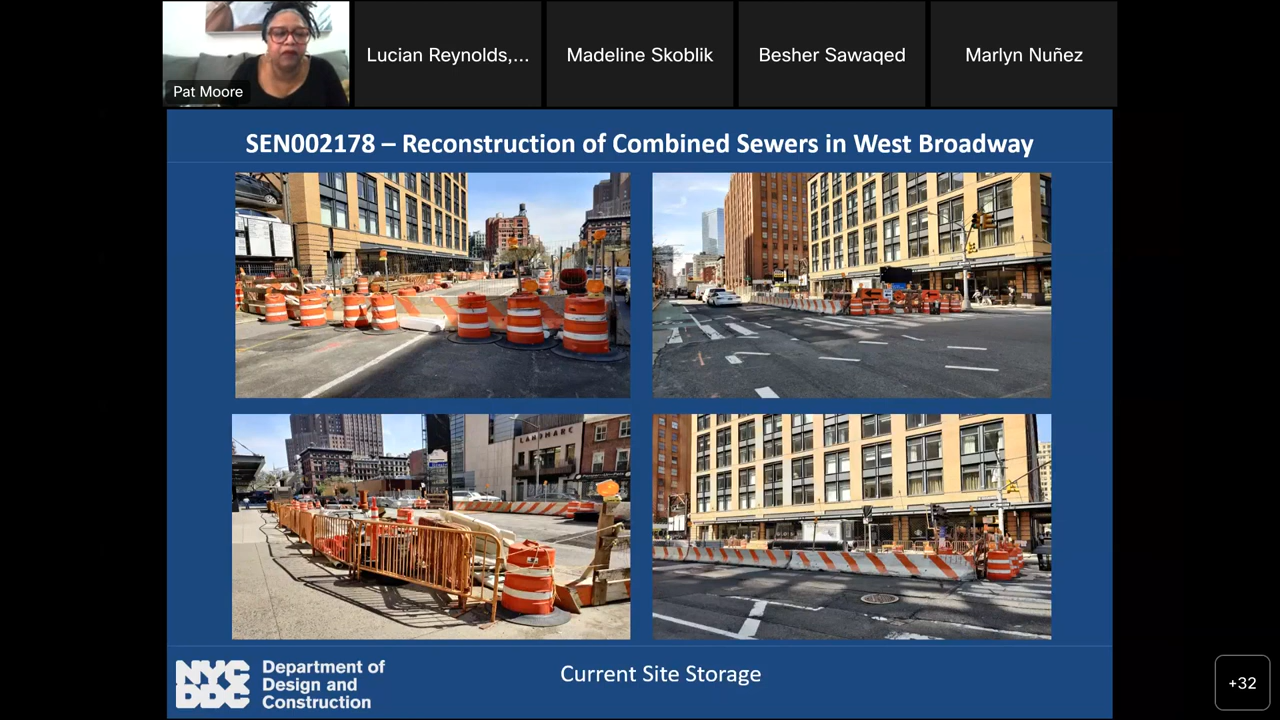 Pat Moore
Lucian Reynolds,...
Madeline Skoblik
Besher Sawaqed
Marlyn Nuñez
SEN002178 – Reconstruction of Combined Sewers in West Broadway
LANDMARC
NYC
DDC
Department of
Design and
Construction
Current Site Storage
+32